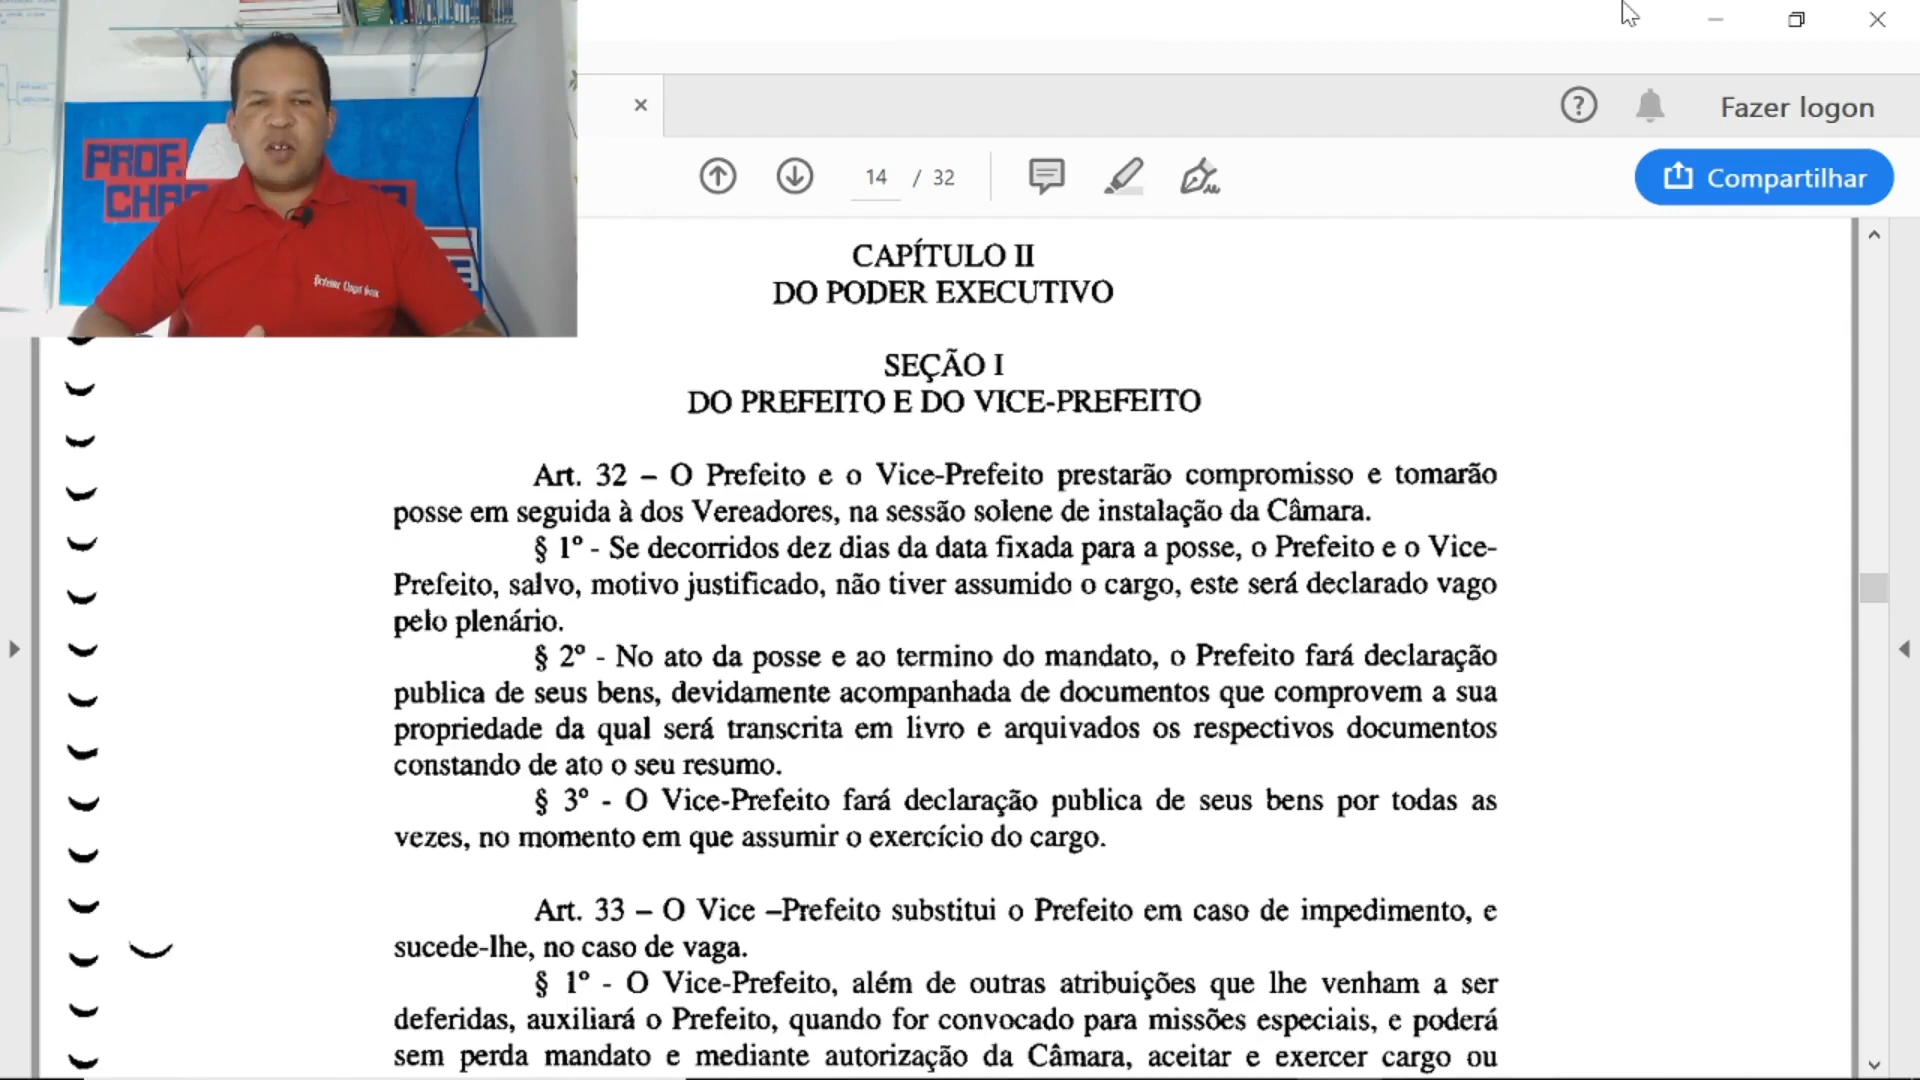 PROF.
Fazer logon
14 / 32
Compartilhar
CAPÍTULO II
DO PODER EXECUTIVO
SEÇÃO I
DO PREFEITO E DO VICE-PREFEITO
Art. 32 – O Prefeito e o Vice-Prefeito prestarão compromisso e tomarão
posse em seguida à dos Vereadores, na sessão solene de instalação da Câmara.
§ 1º - Se decorridos dez dias da data fixada para a posse, o Prefeito e o Vice-
Prefeito, salvo, motivo justificado, não tiver assumido o cargo, este será declarado vago
pelo plenário.
§ 2º - No ato da posse e ao termino do mandato, o Prefeito fará declaração
publica de seus bens, devidamente acompanhada de documentos que comprovem a sua
propriedade da qual será transcrita em livro e arquivados os respectivos documentos
constando de ato o seu resumo.
§ 3º - O Vice-Prefeito fará declaração publica de seus bens por todas as
vezes, no momento em que assumir o exercício do cargo.
Art. 33 – O Vice –Prefeito substitui o Prefeito em caso de impedimento, e
sucede-lhe, no caso de vaga.
§ 1º - O Vice-Prefeito, além de outras atribuições que lhe venham a ser
deferidas, auxiliará o Prefeito, quando for convocado para missões especiais, e poderá
sem perda mandato e mediante autorização da Câmara, aceitar e exercer cargo ou